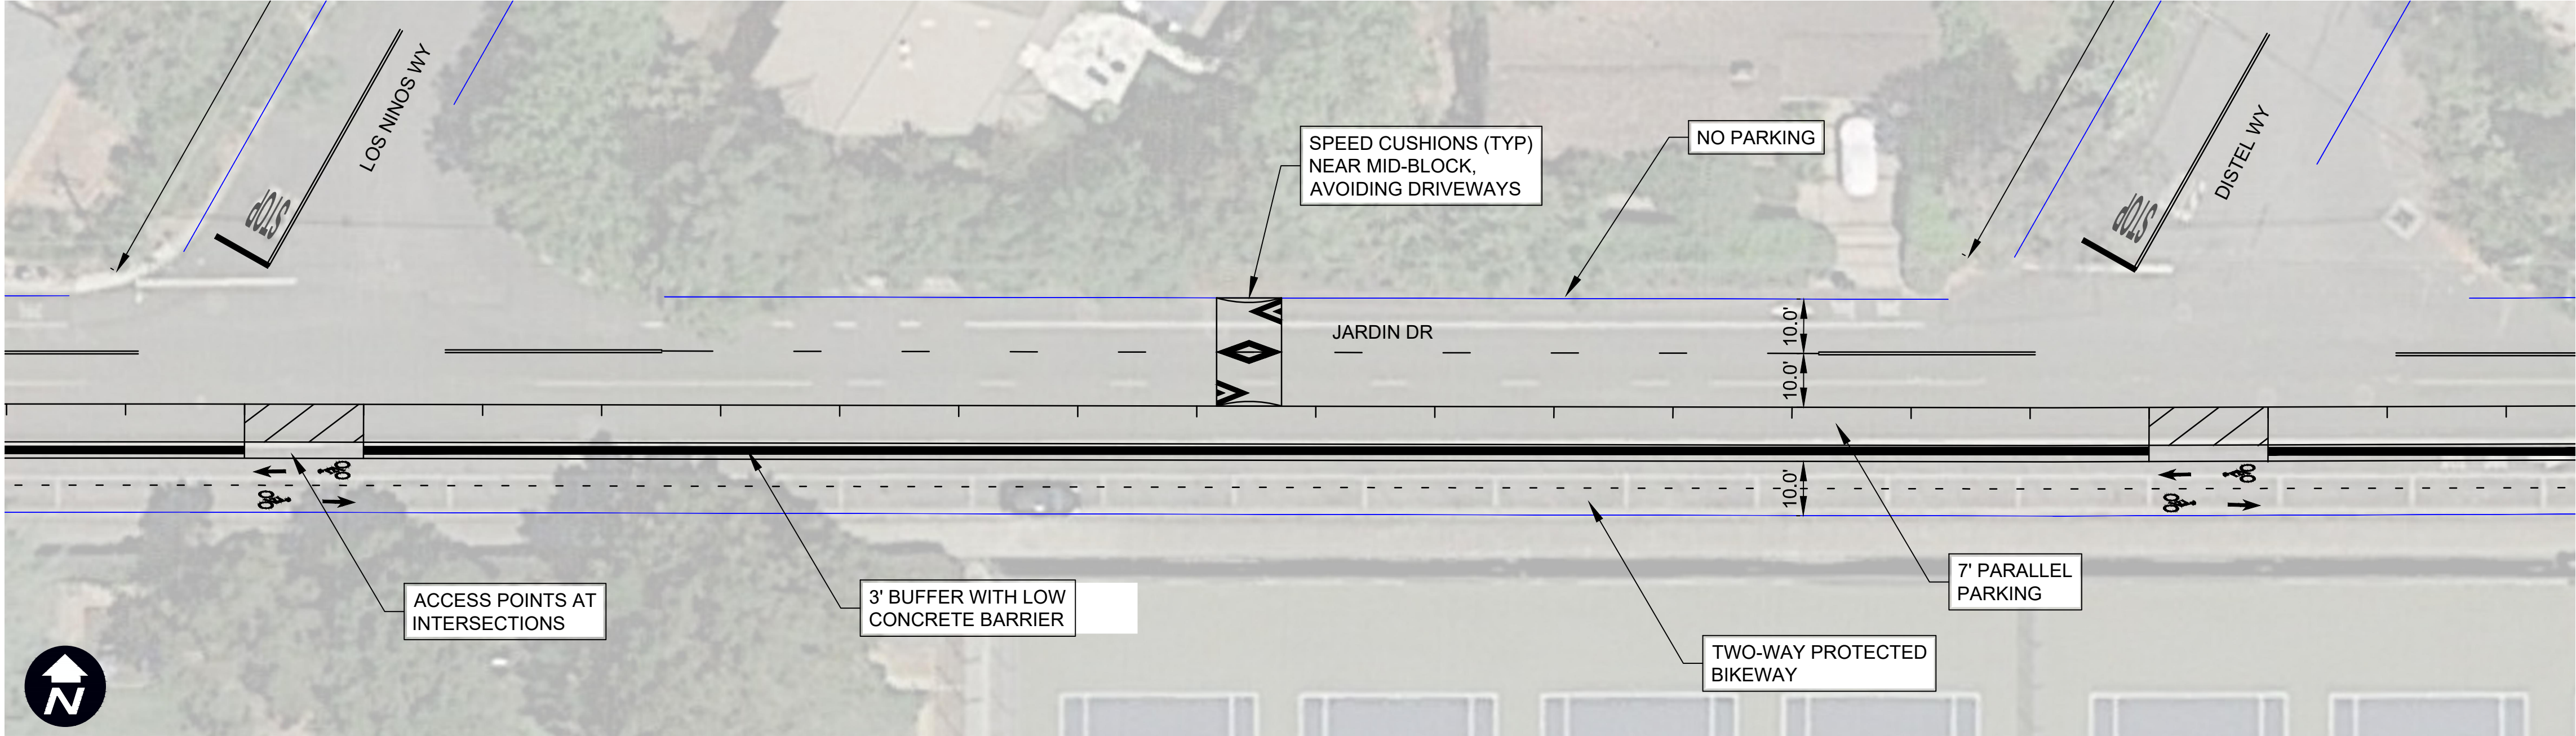 LOS NINOS WY
STOP
SPEED CUSHIONS (TYP)
NEAR MID-BLOCK,
AVOIDING DRIVEWAYS
NO PARKING
DISTEL WY
STOP
JARDIN DR
10.0'
10.0'
10.0'
ACCESS POINTS AT
INTERSECTIONS
3' BUFFER WITH LOW
CONCRETE BARRIER
7' PARALLEL
PARKING
TWO-WAY PROTECTED
BIKEWAY
N